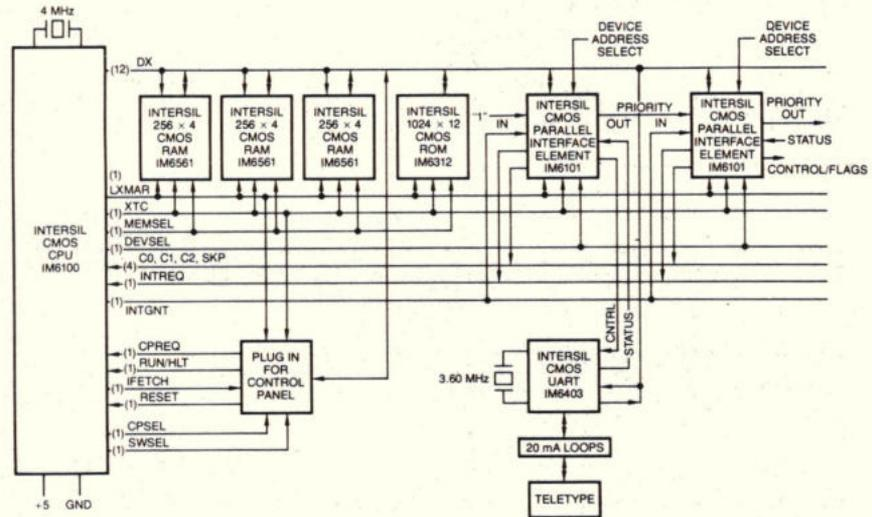 4 MHz
DEVICE
ADDRESS
SELECT
DEVICE
ADDRESS
SELECT
(12) DX
INTERSIL
256 × 4
CMOS
RAM
IM6561
INTERSIL
256 × 4
CMOS
RAM
IM6561
INTERSIL
256 × 4
CMOS
RAM
IM6561
INTERSIL
1024 × 12
CMOS
ROM
IM6312
"1"
IN
INTERSIL
CMOS
PARALLEL
INTERFACE
ELEMENT
IM6101
PRIORITY
OUT
IN
INTERSIL
CMOS
PARALLEL
INTERFACE
ELEMENT
IM6101
PRIORITY
OUT
STATUS
CONTROL/FLAGS
INTERSIL
CMOS
CPU
IM6100
(1)
LXMAR
XTC
(1)
MEMSEL
(1)
DEVSEL
(1)
C0, C1, C2, SKP
(4)
INTREQ
(1)
(1)
INTGNT
CPREQ
(1)
RUN/HLT
(1)
IFETCH
(1)
RESET
(1)
CPSEL
(1)
SWSEL
(1)
PLUG IN
FOR
CONTROL
PANEL
CNTRL
STATUS
3.60 MHz
INTERSIL
CMOS
UART
IM6403
20 mA LOOPS
TELETYPE
+5
GND